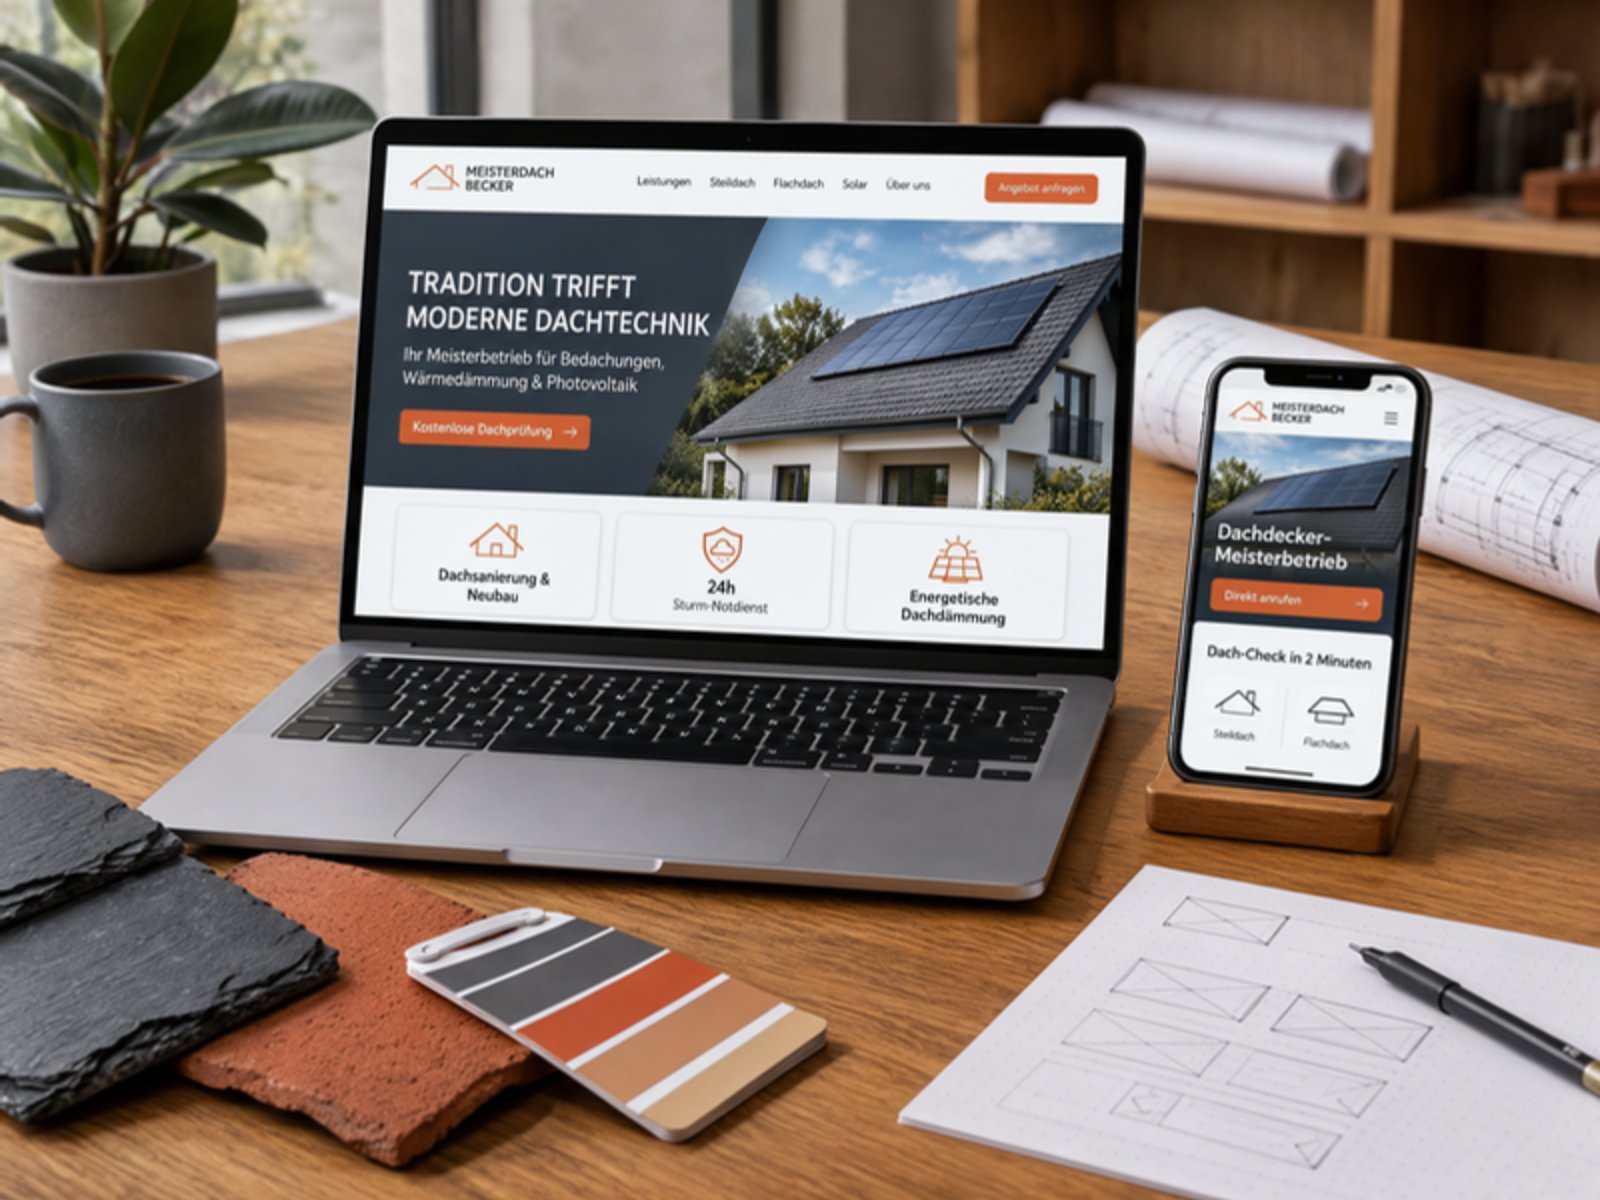 MEISTERDACH
BECKER
Leistungen Steildach Flachdach Solar Über uns
Angebot anfragen
TRADITION TRIFFT
MODERNE DACHTECHNIK
Ihr Meisterbetrieb für Bedachungen,
Wärmedämmung & Photovoltaik
Kostenlose Dachprüfung →
Dachsanierung &
Neubau
24h
Sturm-Notdienst
Energetische
Dachdämmung
MEISTERDACH
BECKER
Dachdecker-
Meisterbetrieb
Direkt anrufen →
Dach-Check in 2 Minuten
Steildach Flachdach